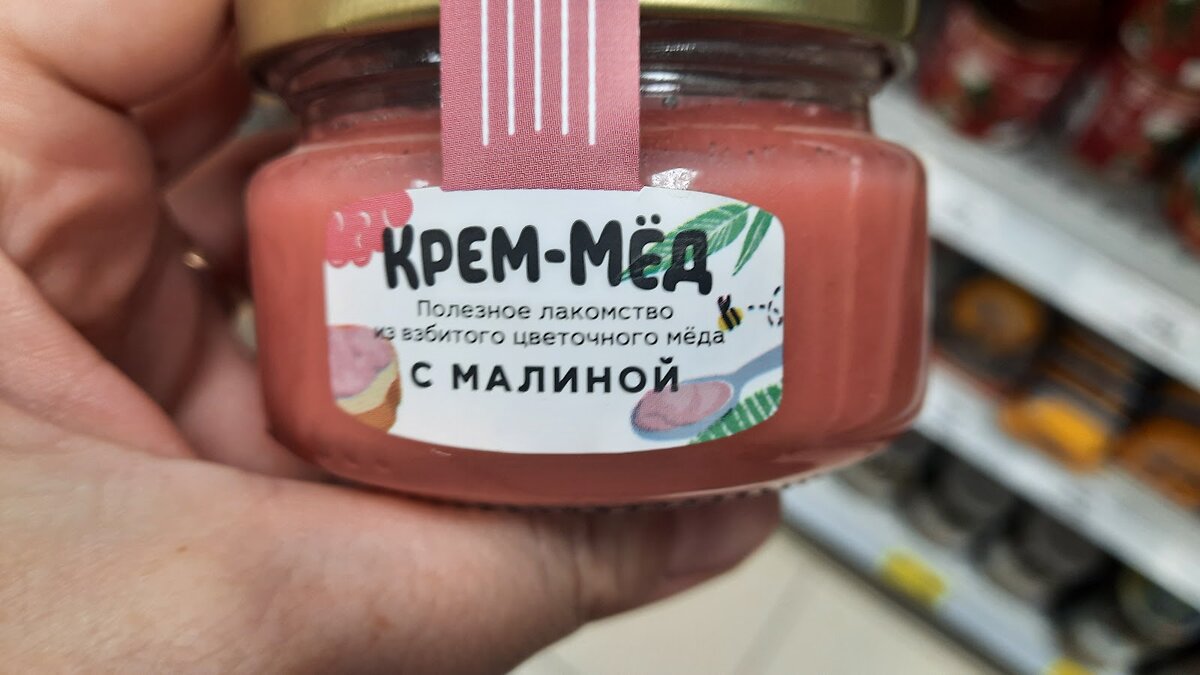 КРЕМ-МЁД
Полезное лакомство
из взбитого цветочного мёда
С МАЛИНОЙ